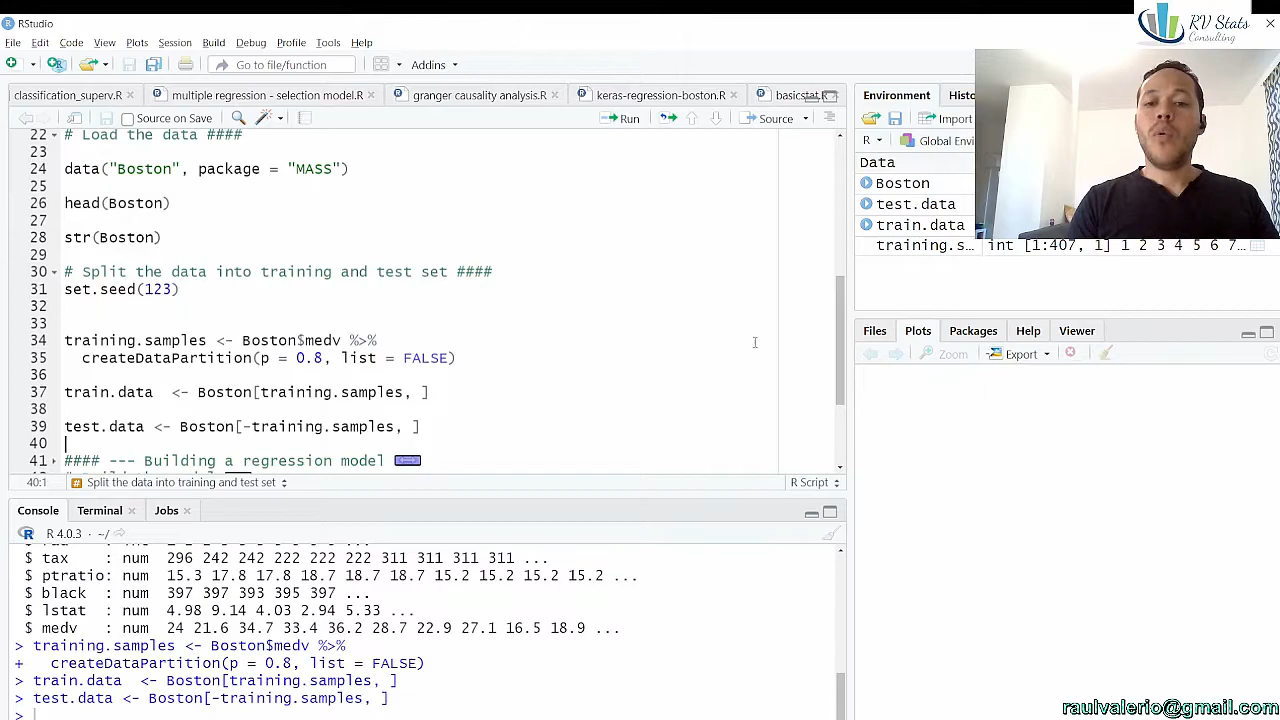 RStudio
RV Stats
Consulting
File Edit Code View Plots Session Build Debug Profile Tools Help
Go to file/function
Addins
classification_superv.R
multiple regression - selection model.R
granger causality analysis.R
keras-regression-boston.R
basicstat.R
Source on Save
Run
Source
22 # Load the data ####
23
24 data("Boston", package = "MASS")
25
26 head(Boston)
27
28 str(Boston)
29
30 # Split the data into training and test set ####
31 set.seed(123)
32
33
34 training.samples <- Boston$medv %>%
35 createDataPartition(p = 0.8, list = FALSE)
36
37 train.data <- Boston[training.samples, ]
38
39 test.data <- Boston[-training.samples, ]
40
41 #### --- Building a regression model
40:1 Split the data into training and test set R Script
Console Terminal Jobs
R 4.0.3 · ~/
$ tax : num 296 242 242 222 222 222 311 311 311 311 ...
$ ptratio: num 15.3 17.8 17.8 18.7 18.7 18.7 15.2 15.2 15.2 15.2 ...
$ black : num 397 397 393 395 397 ...
$ lstat : num 4.98 9.14 4.03 2.94 5.33 ...
$ medv : num 24 21.6 34.7 33.4 36.2 28.7 22.9 27.1 16.5 18.9 ...
> training.samples <- Boston$medv %>%
+ createDataPartition(p = 0.8, list = FALSE)
> train.data <- Boston[training.samples, ]
> test.data <- Boston[-training.samples, ]
>
Environment Histo
Import
R Global Envi
Data
Boston
test.data
train.data
training.s… int [1:407, 1] 1 2 3 4 5 6 7…
Files Plots Packages Help Viewer
Zoom Export
raulvalerio@gmail.com